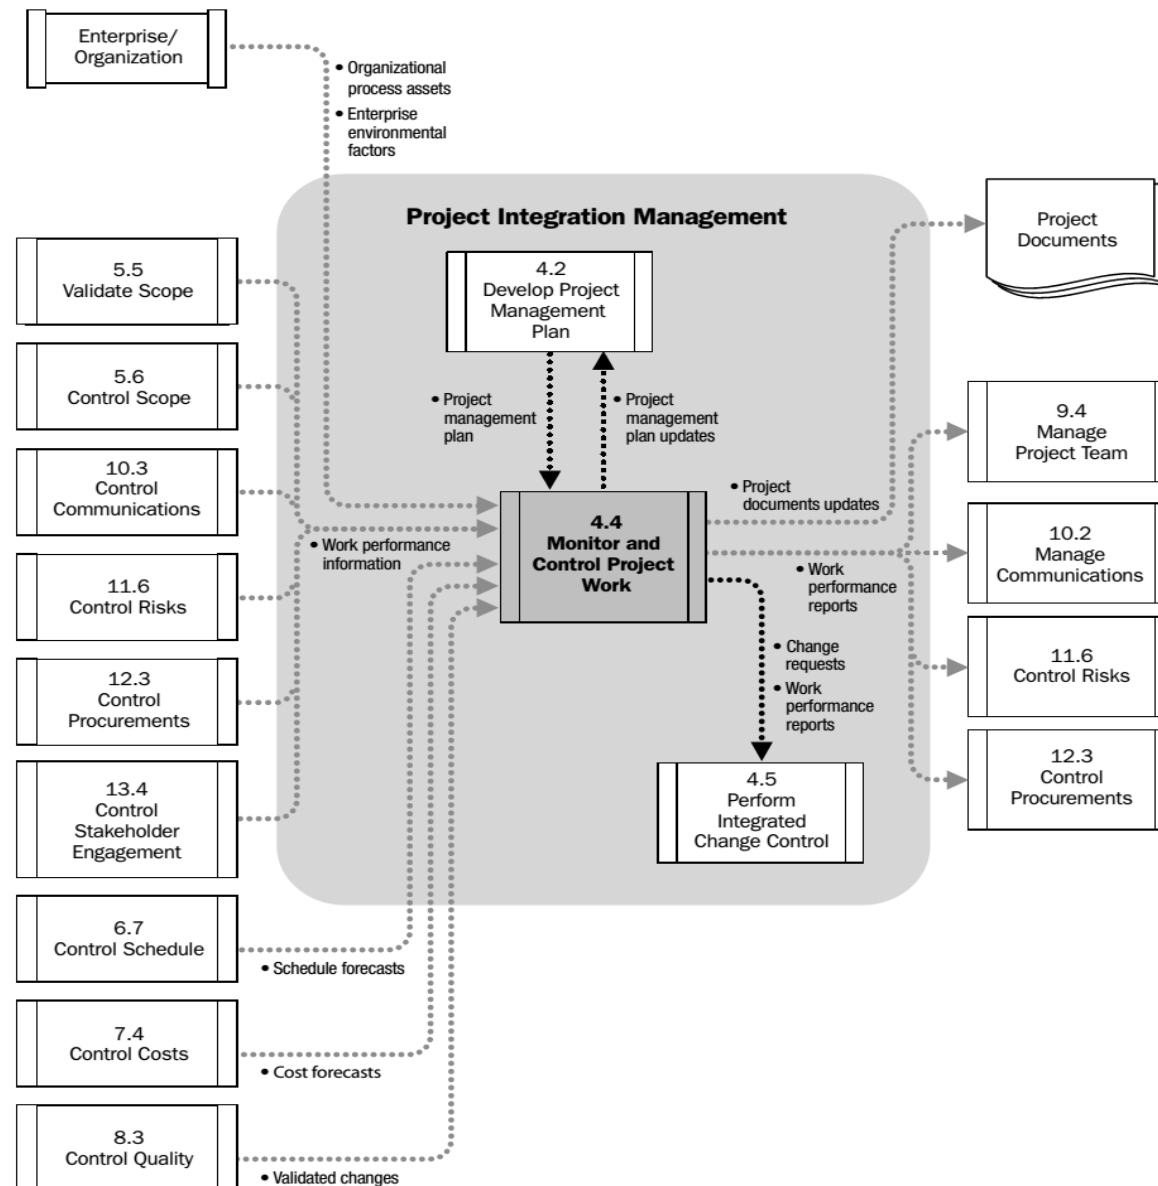 Enterprise/
Organization
• Organizational
process assets
• Enterprise
environmental
factors
Project Integration Management
Project
Documents
5.5
Validate Scope
4.2
Develop Project
Management
Plan
5.6
Control Scope
• Project
management
plan
• Project
management
plan updates
9.4
Manage
Project Team
10.3
Control
Communications
• Work performance
information
4.4
Monitor and
Control Project
Work
• Project
documents updates
10.2
Manage
Communications
• Work
performance
reports
11.6
Control Risks
• Change
requests
• Work
performance
reports
11.6
Control Risks
12.3
Control
Procurements
4.5
Perform
Integrated
Change Control
12.3
Control
Procurements
13.4
Control
Stakeholder
Engagement
6.7
Control Schedule
• Schedule forecasts
7.4
Control Costs
• Cost forecasts
8.3
Control Quality
• Validated changes